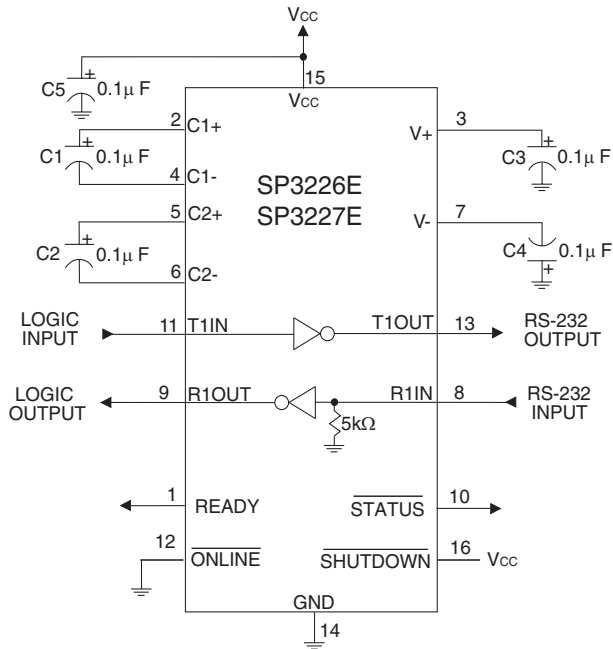 VCC
15
VCC
C5
+
0.1μ F
2
C1+
C1
+
0.1μ F
4
C1-
5
C2+
C2
+
0.1μ F
6
C2-
SP3226E
SP3227E
V+
3
C3
+
0.1μ F
V-
7
C4
0.1μ F
+
LOGIC
INPUT
11
T1IN
T1OUT
13
RS-232
OUTPUT
LOGIC
OUTPUT
9
R1OUT
R1IN
8
RS-232
INPUT
5kΩ
1
READY
STATUS
10
12
ONLINE
SHUTDOWN
16
VCC
GND
14